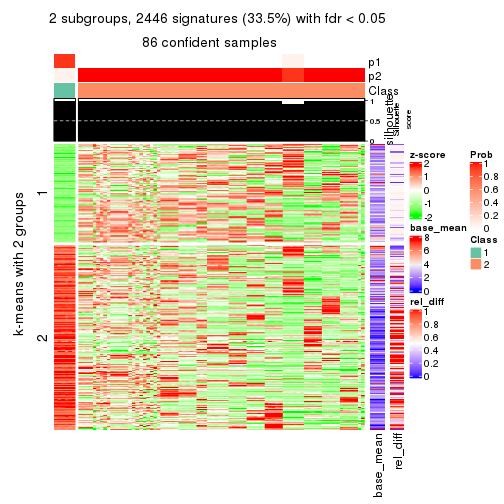 2 subgroups, 2446 signatures (33.5%) with fdr < 0.05
86 confident samples
p1
p2
Class
1
0.5
0
silhouette
Silhouette
score
k-means with 2 groups
1
2
base_mean
rel_diff
z-score
2
1
0
-1
-2
base_mean
8
6
4
2
0
rel_diff
1
0.8
0.6
0.4
0.2
0
Prob
1
0.8
0.6
0.4
0.2
0
Class
1
2